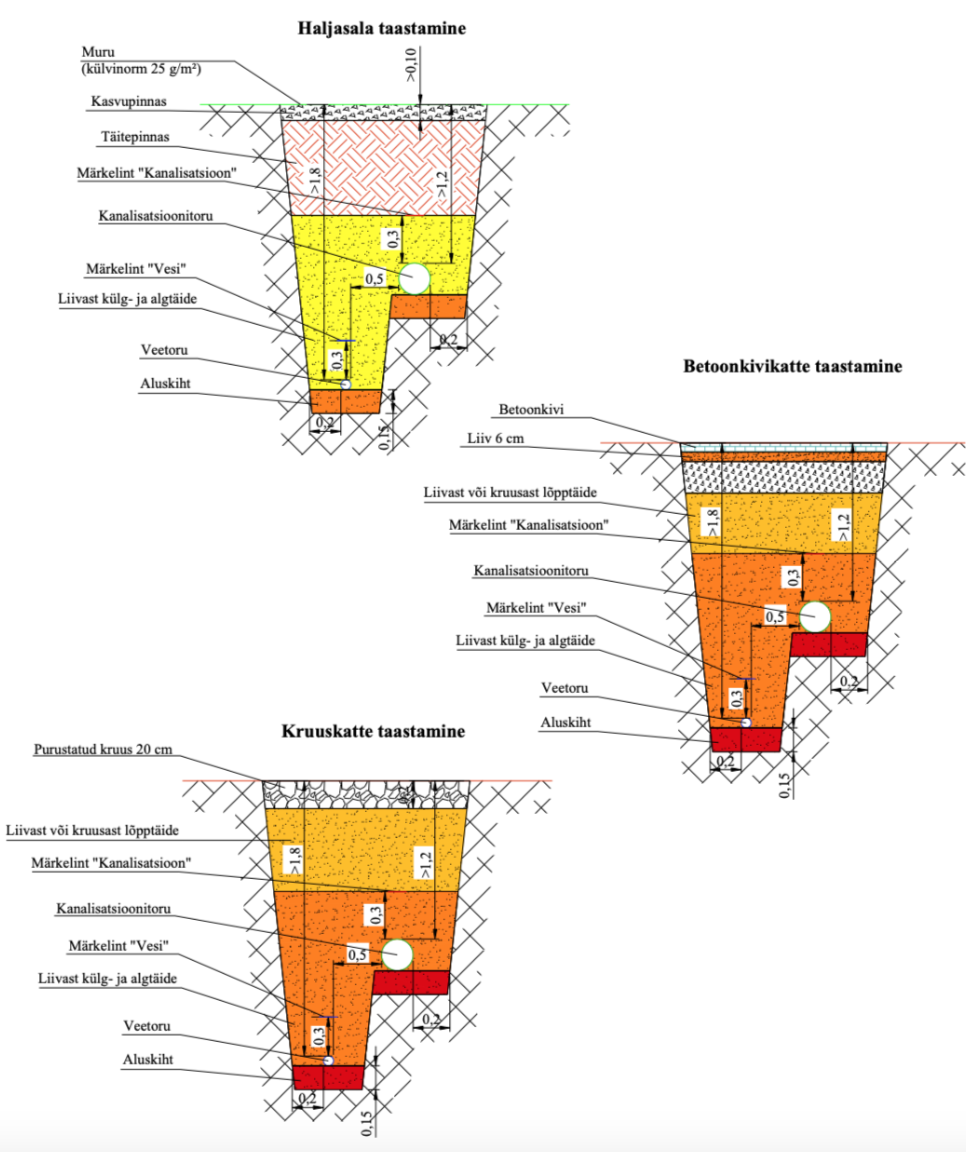 Haljasala taastamine
Muru
(külvinorm 25 g/m²)
Kasvupinnas
Täitepinnas
Märkelint "Kanalisatsioon"
Kanalisatsioonitoru
Märkelint "Vesi"
Liivast külg- ja algtäide
Veetoru
Aluskiht
>0,10
>1,8
>1,2
0,3
0,5
0,3
0,2
0,2
0,15
Betoonkivikatte taastamine
Betoonkivi
Liiv 6 cm
Liivast või kruusast lõpptäide
Märkelint "Kanalisatsioon"
Kanalisatsioonitoru
Märkelint "Vesi"
Liivast külg- ja algtäide
Veetoru
Aluskiht
>1,8
>1,2
0,3
0,5
0,3
0,2
0,2
0,15
Kruuskatte taastamine
Purustatud kruus 20 cm
Liivast või kruusast lõpptäide
Märkelint "Kanalisatsioon"
Kanalisatsioonitoru
Märkelint "Vesi"
Liivast külg- ja algtäide
Veetoru
Aluskiht
>1,8
>1,2
0,3
0,5
0,3
0,2
0,2
0,15